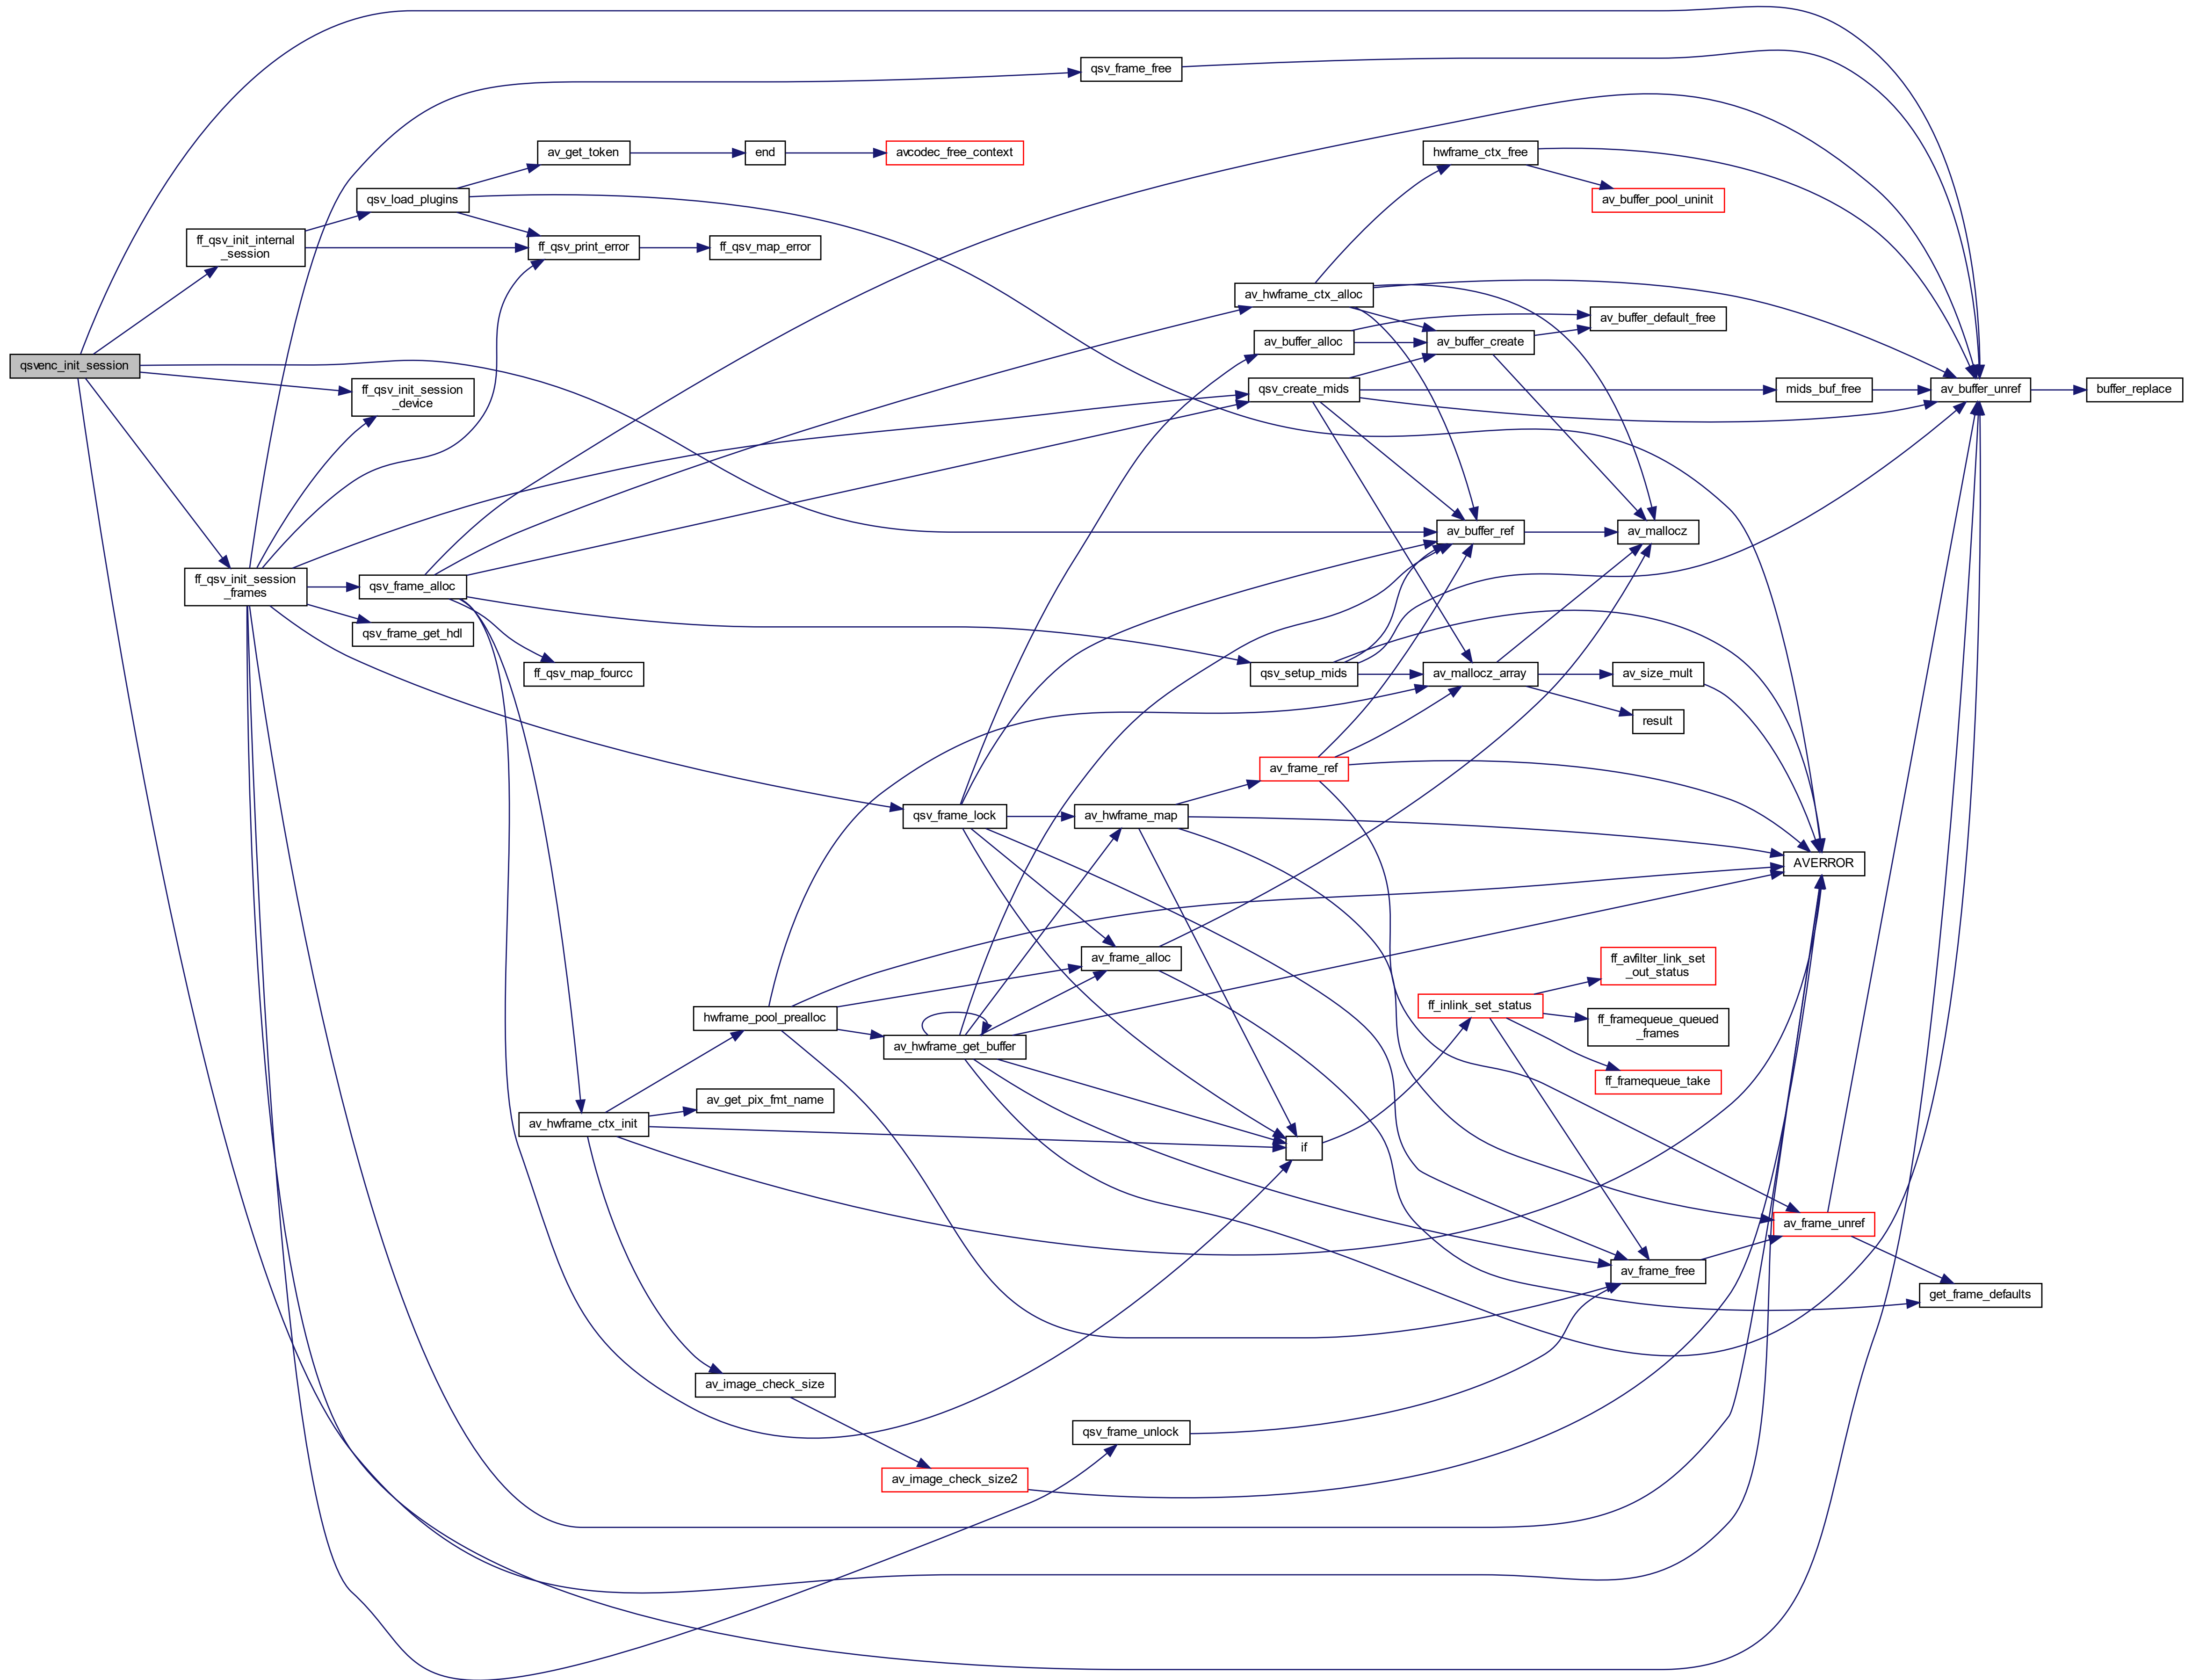 qsvenc_init_session
ff_qsv_init_internal
_session
ff_qsv_init_session
_frames
qsv_load_plugins
ff_qsv_init_session
_device
qsv_frame_alloc
qsv_frame_get_hdl
av_get_token
ff_qsv_print_error
ff_qsv_map_fourcc
av_hwframe_ctx_init
end
ff_qsv_map_error
hwframe_pool_prealloc
av_get_pix_fmt_name
av_image_check_size
avcodec_free_context
qsv_frame_lock
av_hwframe_get_buffer
av_image_check_size2
qsv_frame_free
av_hwframe_map
av_frame_alloc
qsv_frame_unlock
av_hwframe_ctx_alloc
av_buffer_alloc
qsv_create_mids
qsv_setup_mids
av_frame_ref
if
hwframe_ctx_free
av_buffer_create
av_buffer_ref
av_mallocz_array
ff_inlink_set_status
av_buffer_pool_uninit
av_buffer_default_free
av_mallocz
av_size_mult
result
ff_avfilter_link_set
_out_status
ff_framequeue_queued
_frames
ff_framequeue_take
av_frame_free
mids_buf_free
AVERROR
av_frame_unref
av_buffer_unref
get_frame_defaults
buffer_replace